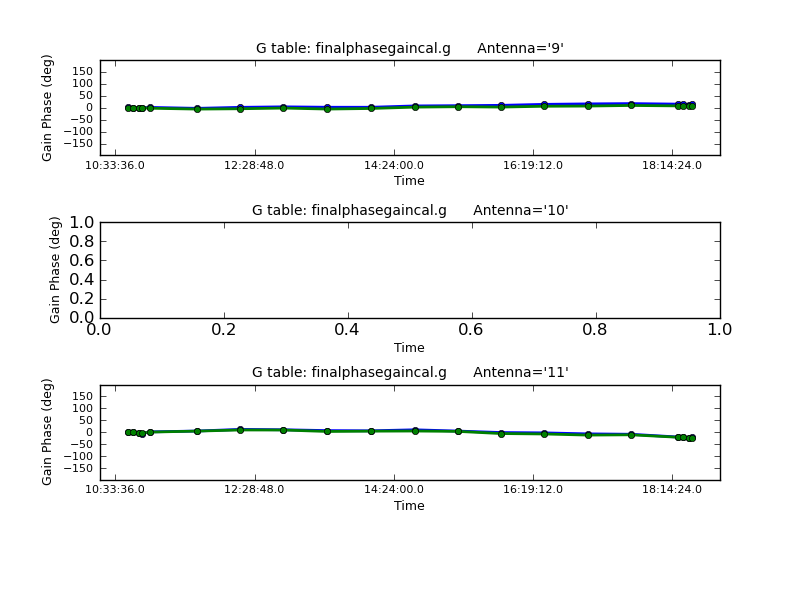 G table: finalphasegaincal.g Antenna='9'
Gain Phase (deg)
150
100
50
0
−50
−100
−150
10:33:36.0 12:28:48.0 14:24:00.0 16:19:12.0 18:14:24.0
Time
G table: finalphasegaincal.g Antenna='10'
Gain Phase (deg)
1.0
0.8
0.6
0.4
0.2
0.0
0.0 0.2 0.4 0.6 0.8 1.0
Time
G table: finalphasegaincal.g Antenna='11'
Gain Phase (deg)
150
100
50
0
−50
−100
−150
10:33:36.0 12:28:48.0 14:24:00.0 16:19:12.0 18:14:24.0
Time